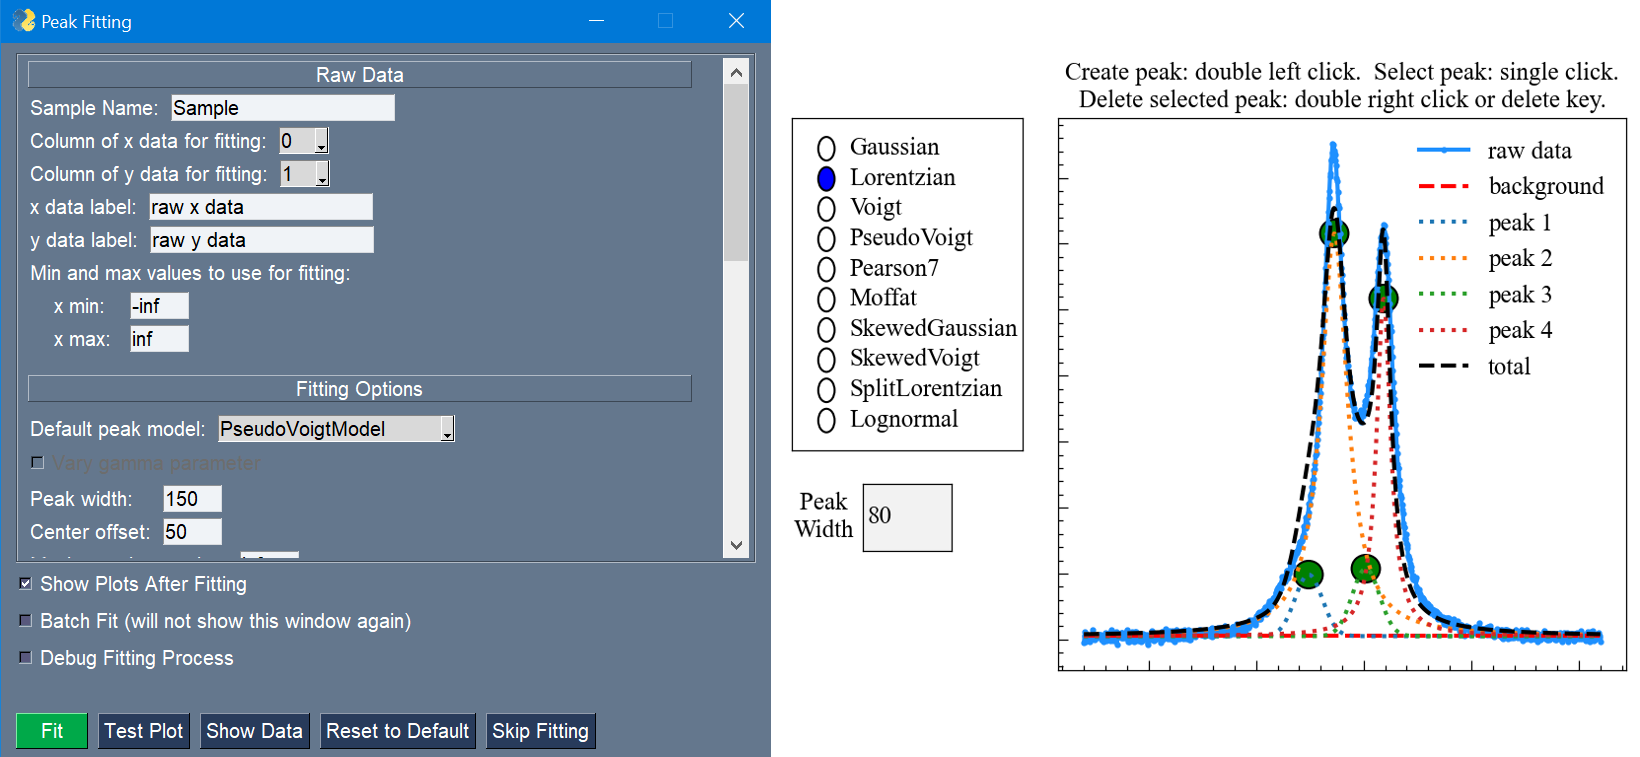 Peak Fitting
Raw Data
Sample Name: Sample
Column of x data for fitting: 0
Column of y data for fitting: 1
x data label: raw x data
y data label: raw y data
Min and max values to use for fitting:
x min: -inf
x max: inf
Fitting Options
Default peak model: PseudoVoigtModel
Vary gamma parameter
Peak width: 150
Center offset: 50
Show Plots After Fitting
Batch Fit (will not show this window again)
Debug Fitting Process
Fit Test Plot Show Data Reset to Default Skip Fitting
Create peak: double left click. Select peak: single click.
Delete selected peak: double right click or delete key.
Gaussian
Lorentzian
Voigt
PseudoVoigt
Pearson7
Moffat
SkewedGaussian
SkewedVoigt
SplitLorentzian
Lognormal
Peak
Width
80
raw data
background
peak 1
peak 2
peak 3
peak 4
total